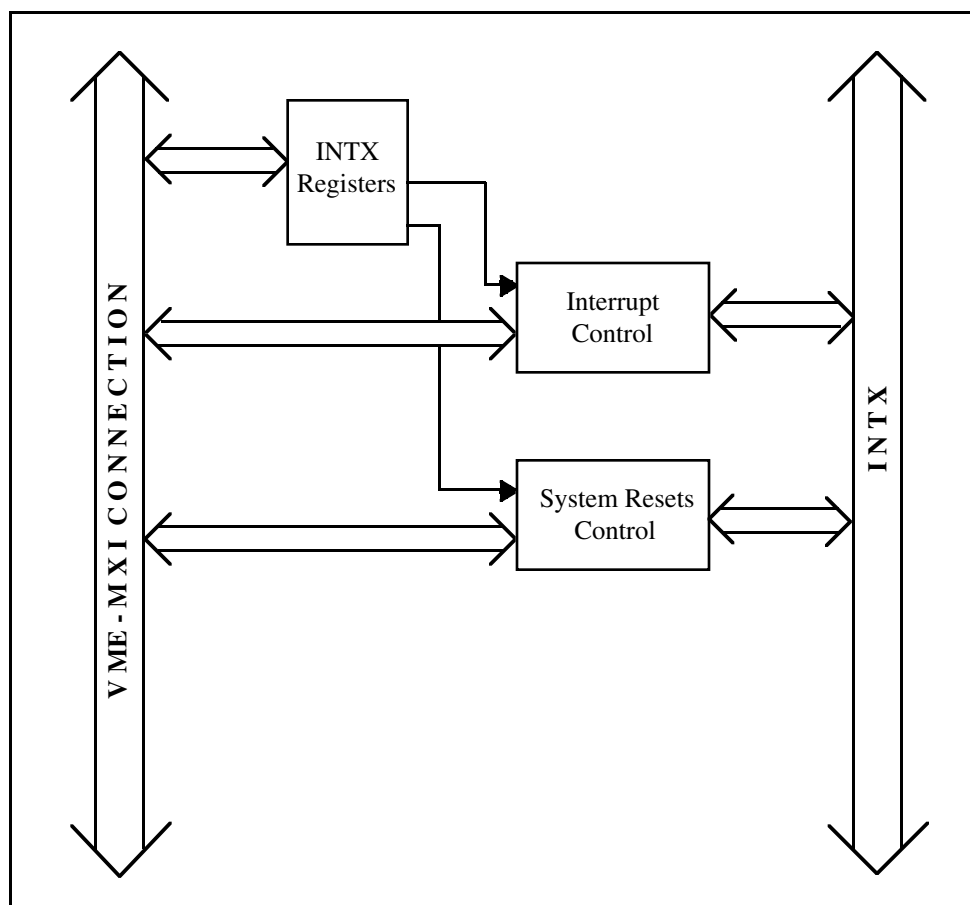 INTX
Registers
Interrupt
Control
System Resets
Control
VME-MXI CONNECTION
INTX